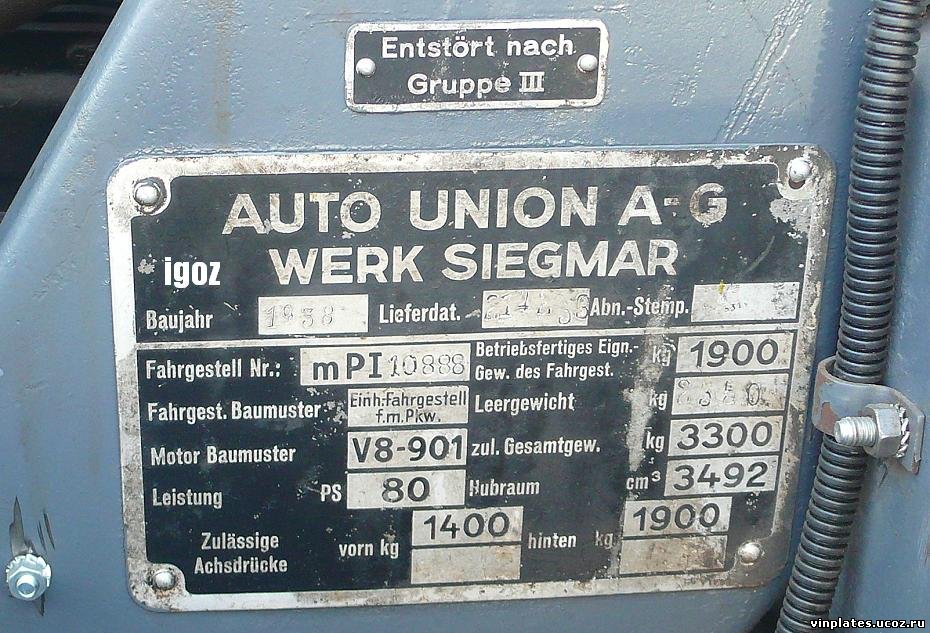 Entstört nach
Gruppe III
AUTO UNION A-G
WERK SIEGMAR
igoz
Baujahr 1938 Lieferdat. Abn.-Stemp.
Fahrgestell Nr.: mPI 10888
Betriebsfertiges Eign.-
Gew. des Fahrgest. kg 1900
Fahrgest. Baumuster Einh.-Fahrgestell
f.m.Pkw.
Leergewicht kg
Motor Baumuster V8-901 zul. Gesamtgew. kg 3300
Leistung PS 80 Hubraum cm³ 3492
Zulässige
Achsdrücke vorn kg 1400 hinten kg 1900
vinplates.ucoz.ru